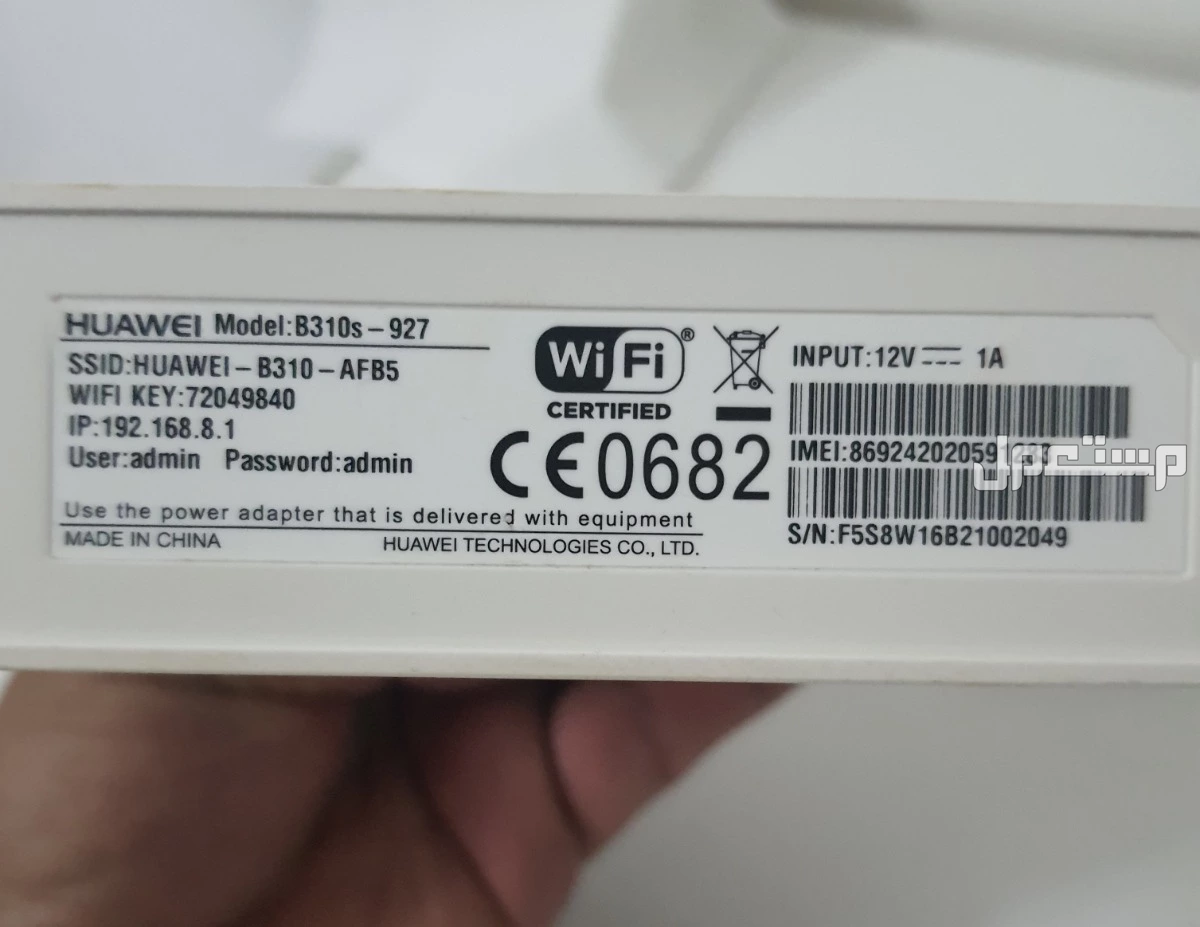 HUAWEI Model:B310s-927
SSID:HUAWEI-B310-AFB5
WIFI KEY:72049840
IP:192.168.8.1
User:admin Password:admin
Use the power adapter that is delivered with equipment
MADE IN CHINA HUAWEI TECHNOLOGIES CO., LTD.
Wi Fi ®
CERTIFIED
CE0682
INPUT:12V 1A
S/N:F5S8W16B21002049
مستعمل